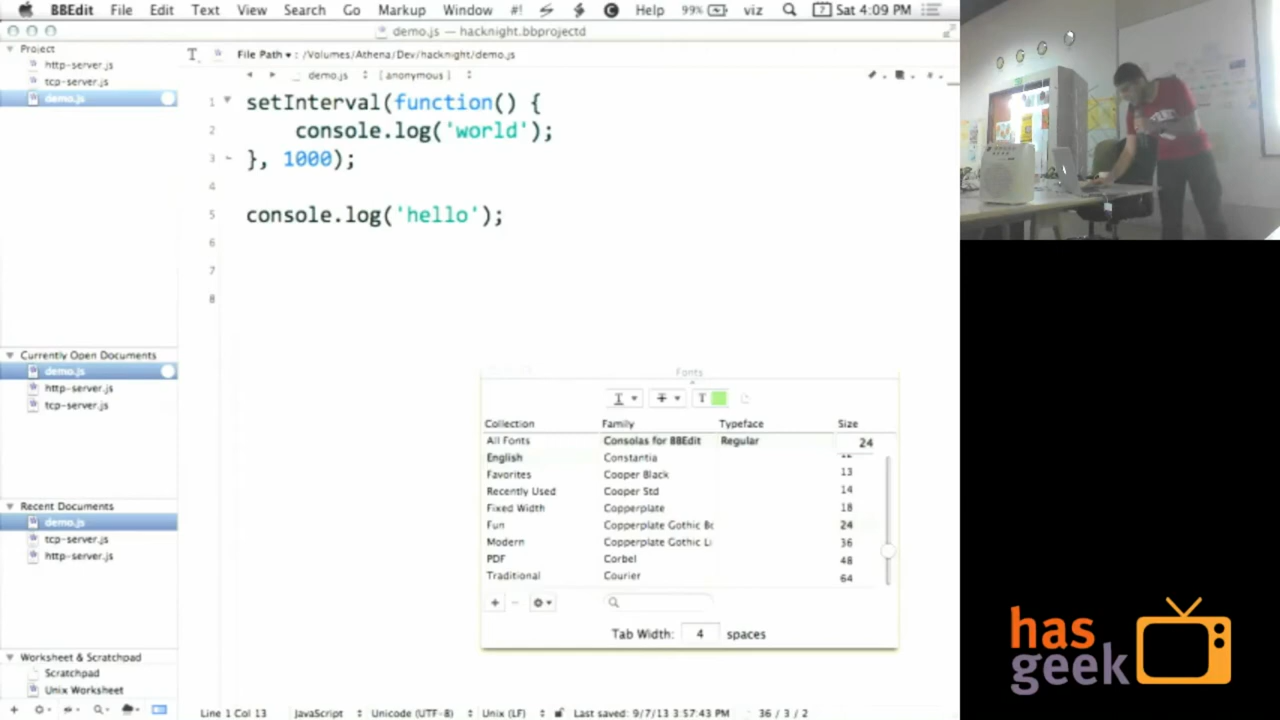 BBEdit File Edit Text View Search Go Markup Window #! Help 99% viz Sat 4:09 PM
demo.js — hacknight.bbprojectd
Project
http-server.js
tcp-server.js
demo.js
File Path ▾ : /Volumes/Athena/Dev/hacknight/demo.js
demo.js [ anonymous ]
1 setInterval(function() {
2 console.log('world');
3 }, 1000);
4
5 console.log('hello');
6
7
8
Currently Open Documents
demo.js
http-server.js
tcp-server.js
Recent Documents
demo.js
tcp-server.js
http-server.js
Worksheet & Scratchpad
Scratchpad
Unix Worksheet
Fonts
Collection Family Typeface Size
All Fonts Consolas for BBEdit Regular 24
English Constantia
Favorites Cooper Black 13
Recently Used Cooper Std 14
Fixed Width Copperplate 18
Fun Copperplate Gothic Bo 24
Modern Copperplate Gothic Li 36
PDF Corbel 48
Traditional Courier 64
Tab Width: 4 spaces
Line 1 Col 13 JavaScript Unicode (UTF-8) Unix (LF) Last saved: 9/7/13 3:57:43 PM 36 / 3 / 2
has
geek